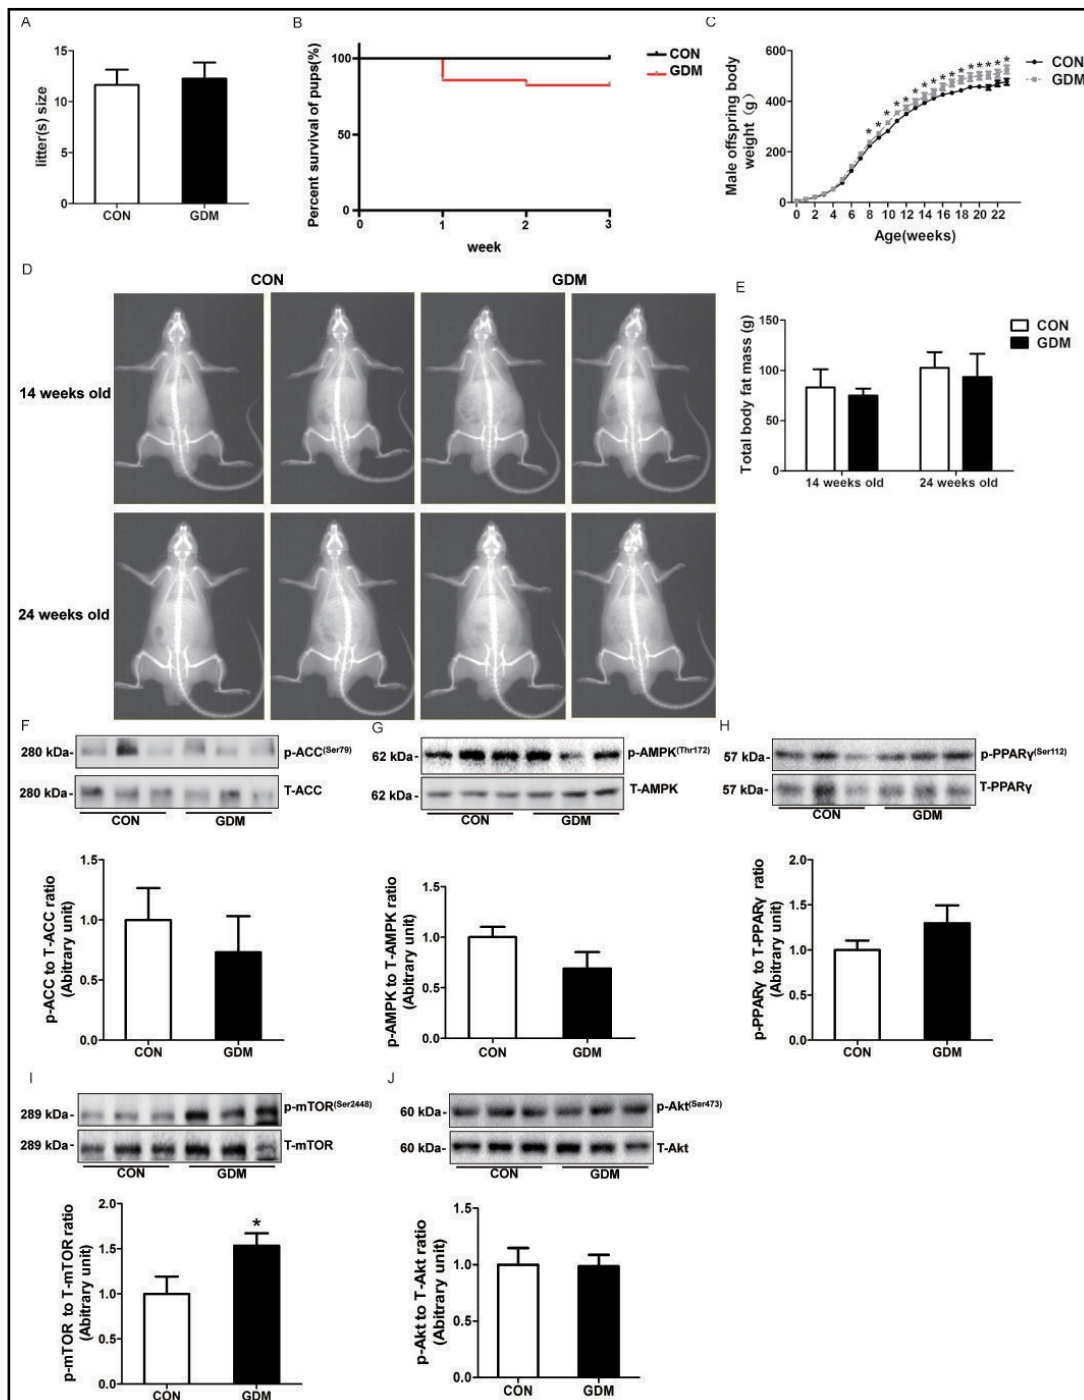 A
litter(s) size
15
10
5
0
CON
GDM
B
Percent survival of pups(%)
100
50
0
0
1
2
3
week
CON
GDM
C
Male offspring body
weight (g)
600
400
200
0
0 2 4 6 8 10 12 14 16 18 20 22
Age(weeks)
* * * * * * * * * * * * * * * *
CON
GDM
D
CON
GDM
14 weeks old
24 weeks old
E
Total body fat mass (g)
150
100
50
0
14 weeks old
24 weeks old
CON
GDM
F
280 kDa-
p-ACC(Ser79)
280 kDa-
T-ACC
CON
GDM
p-ACC to T-ACC ratio
(Abitrary unit)
1.5
1.0
0.5
0.0
CON
GDM
G
62 kDa-
p-AMPK(Thr172)
62 kDa-
T-AMPK
CON
GDM
p-AMPK to T-AMPK ratio
(Abitrary unit)
1.5
1.0
0.5
0.0
CON
GDM
H
57 kDa-
p-PPARγ(Ser112)
57 kDa-
T-PPARγ
CON
GDM
p-PPARγ to T-PPARγ ratio
(Abitrary unit)
2.0
1.5
1.0
0.5
0.0
CON
GDM
I
289 kDa-
p-mTOR(Ser2448)
289 kDa-
T-mTOR
CON
GDM
p-mTOR to T-mTOR ratio
(Abitrary unit)
2.0
1.5
1.0
0.5
0.0
*
CON
GDM
J
60 kDa-
p-Akt(Ser473)
60 kDa-
T-Akt
CON
GDM
p-Akt to T-Akt ratio
(Abitrary unit)
1.5
1.0
0.5
0.0
CON
GDM